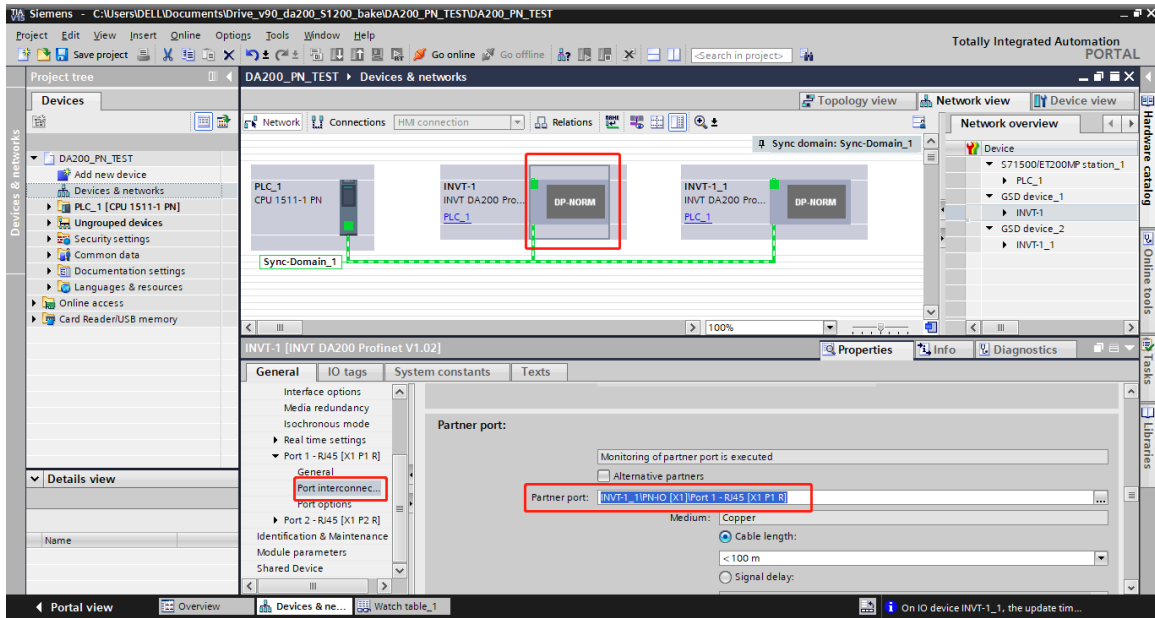 Siemens - C:\Users\DELL\Documents\Drive_v90_da200_S1200_bake\DA200_PN_TEST\DA200_PN_TEST
Project Edit View Insert Online Options Tools Window Help
Totally Integrated Automation
PORTAL
Save project
Go online
Go offline
<Search in project>
Project tree
DA200_PN_TEST ▸ Devices & networks
Devices
Topology view
Network view
Device view
Network
Connections
HMI connection
Relations
Network overview
Sync domain: Sync-Domain_1
Devices & networks
DA200_PN_TEST
Add new device
Devices & networks
PLC_1 [CPU 1511-1 PN]
Ungrouped devices
Security settings
Common data
Documentation settings
Languages & resources
Online access
Card Reader/USB memory
PLC_1
CPU 1511-1 PN
INVT-1
INVT DA200 Pro...
PLC_1
DP-NORM
INVT-1_1
INVT DA200 Pro...
PLC_1
DP-NORM
Sync-Domain_1
100%
Device
S71500/ET200MP station_1
PLC_1
GSD device_1
INVT-1
GSD device_2
INVT-1_1
Hardware catalog
Online tools
Tasks
Libraries
INVT-1 [INVT DA200 Profinet V1.02]
Properties
Info
Diagnostics
General
IO tags
System constants
Texts
Interface options
Media redundancy
Isochronous mode
Real time settings
Port 1 - RJ45 [X1 P1 R]
General
Port interconnec...
Port options
Port 2 - RJ45 [X1 P2 R]
Identification & Maintenance
Module parameters
Shared Device
Partner port:
Monitoring of partner port is executed
Alternative partners
Partner port: INVT-1_1\PN-IO [X1]\Port 1 - RJ45 [X1 P1 R]
...
Medium: Copper
Cable length:
< 100 m
Signal delay:
Details view
Name
Portal view
Overview
Devices & ne...
Watch table_1
On IO device INVT-1_1, the update tim...